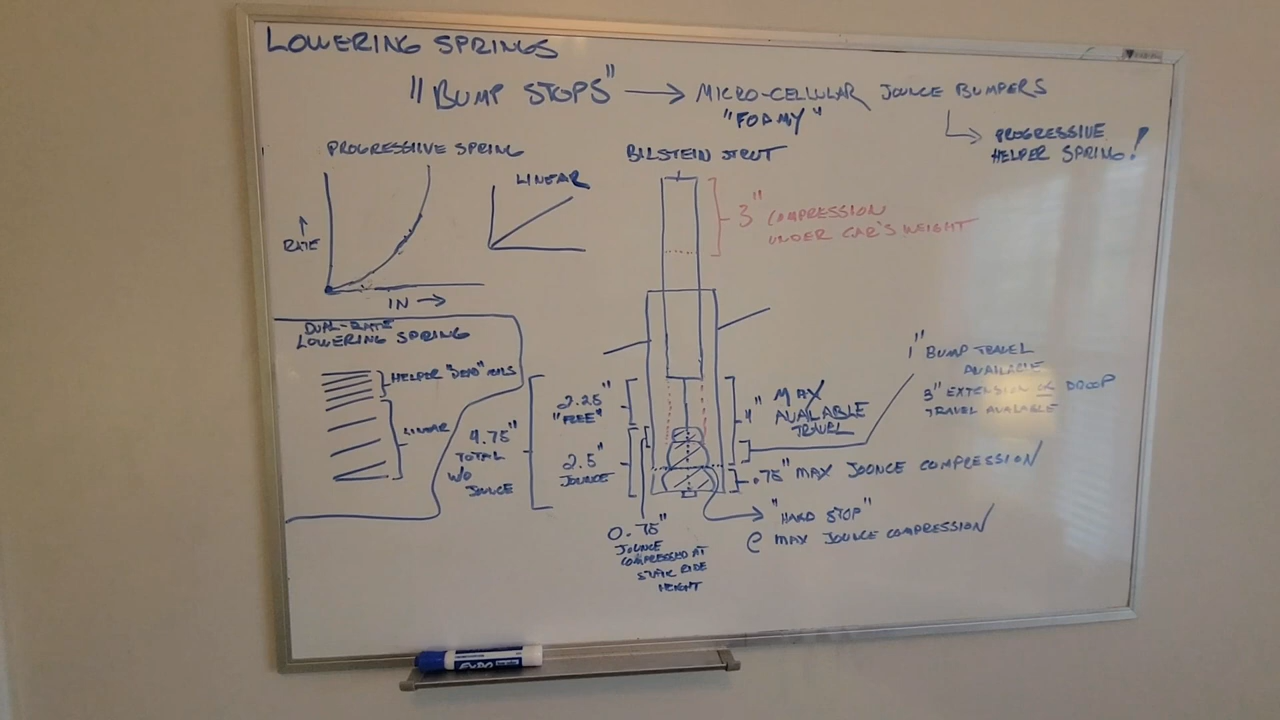 LOWERING SPRINGS
"BUMP STOPS" → MICRO-CELLULAR JOUNCE BUMPERS
"FOAMY"
PROGRESSIVE
HELPER SPRING!
PROGRESSIVE SPRING
LINEAR
BILSTEIN STRUT
RATE
IN →
3" COMPRESSION
UNDER CAR'S WEIGHT
DUAL-RATE
LOWERING SPRING
HELPER "DEAD" COILS
LINEAR
4.75"
TOTAL
W/O
JOUNCE
2.25"
"FREE"
2.5"
JOUNCE
4" MAX
AVAILABLE
TRAVEL
1" BUMP TRAVEL
AVAILABLE
3" EXTENSION OR DROOP
TRAVEL AVAILABLE
.75" MAX JOUNCE COMPRESSION
"HARD STOP"
@ MAX JOUNCE COMPRESSION
0.75"
JOUNCE
COMPRESSED AT
RIDE
HEIGHT
EXPO